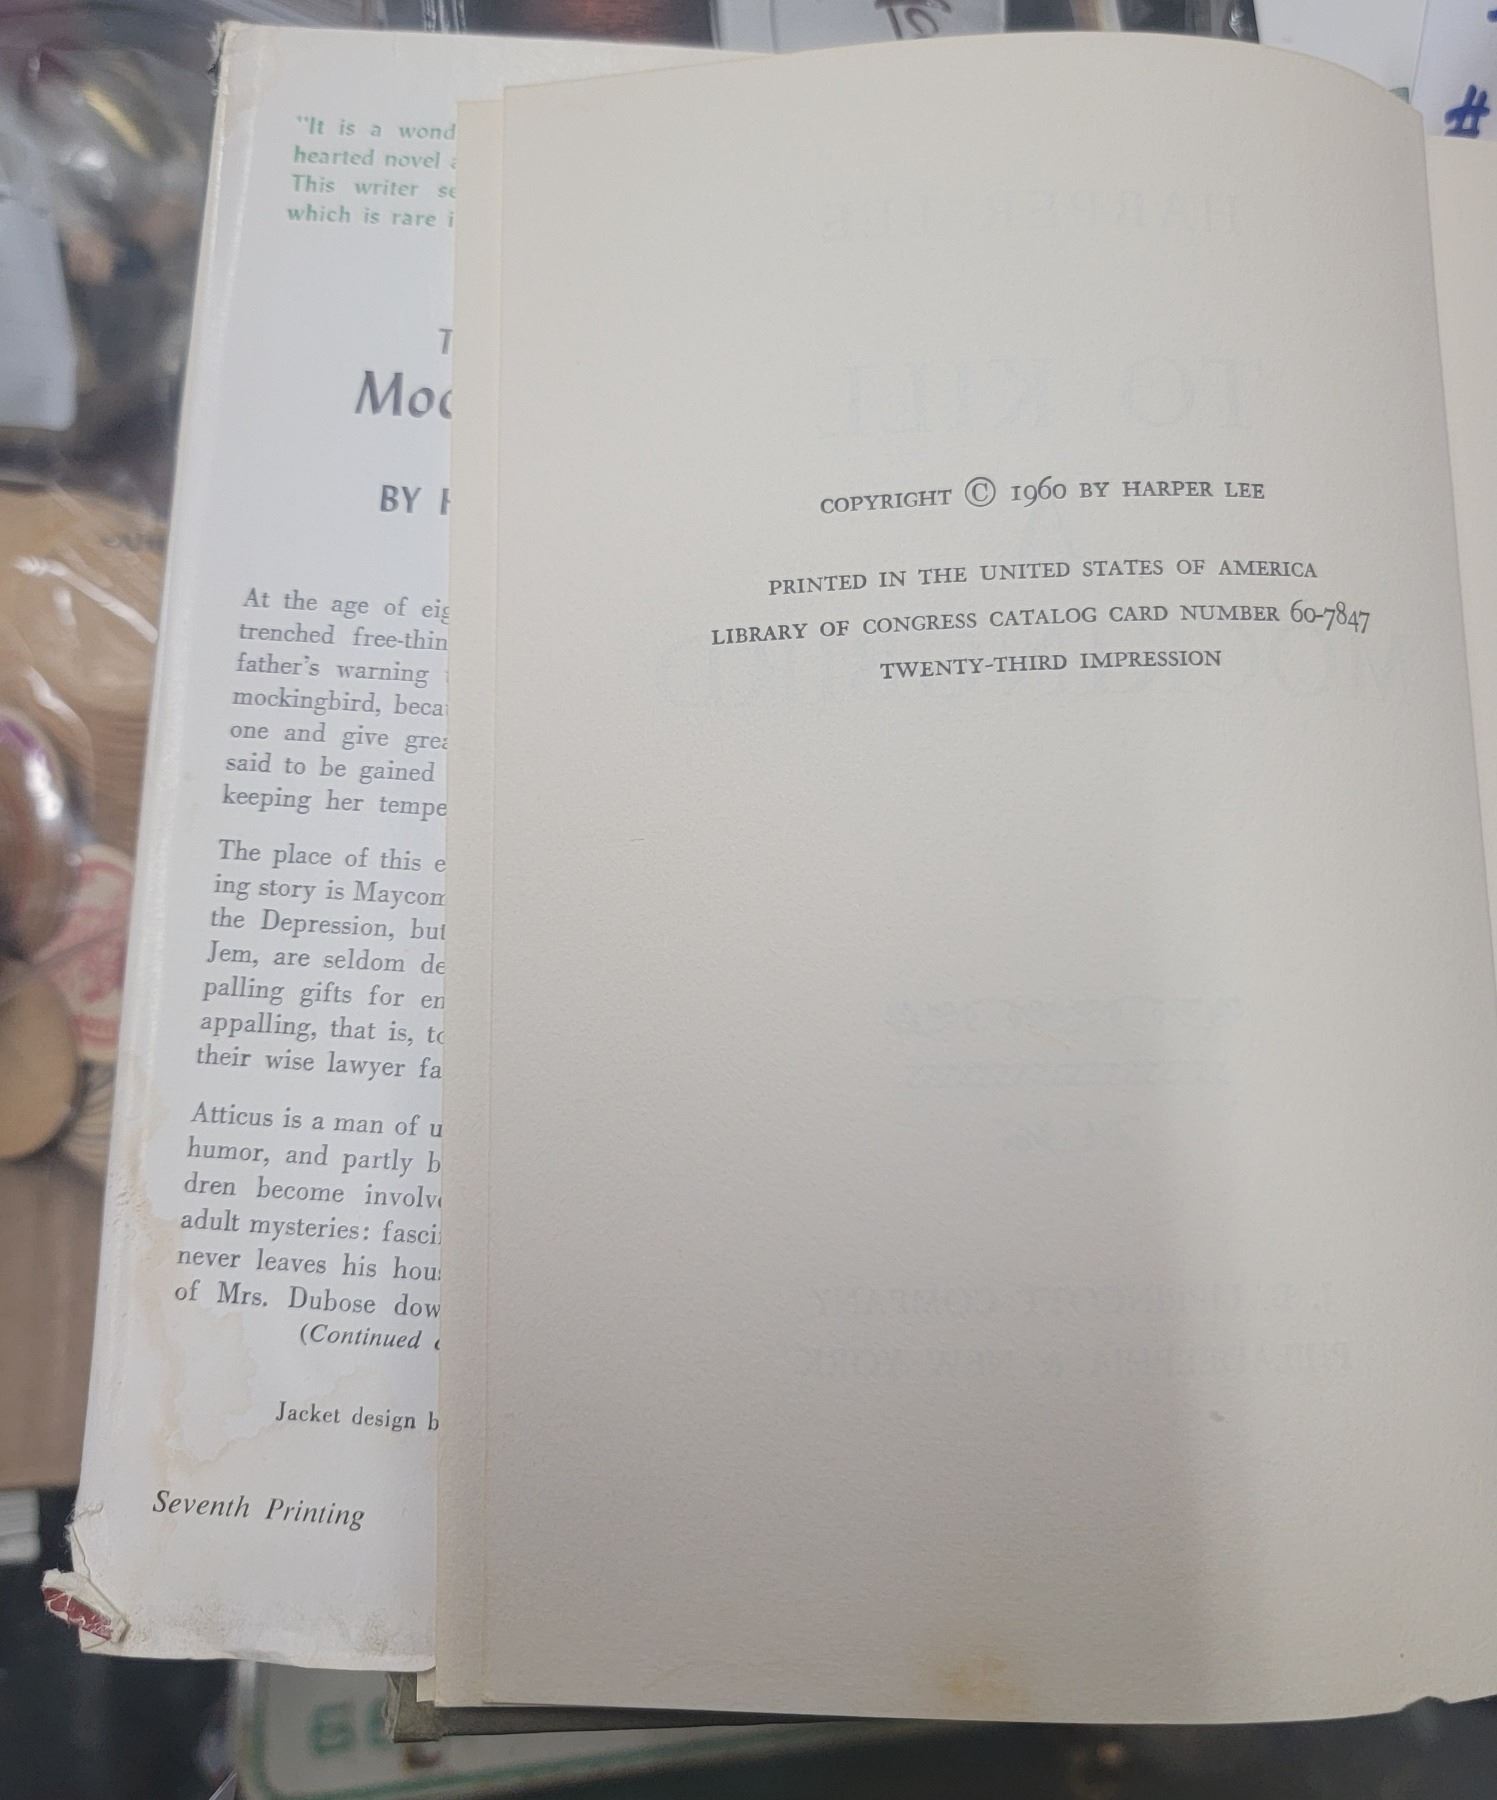 "It is a wond
hearted novel
This writer se
which is rare i
T
Moc
BY H
At the age of eig
trenched free-thin
father's warning
mockingbird, beca
one and give grea
said to be gained
keeping her tempe
The place of this e
ing story is Maycom
the Depression, but
Jem, are seldom de
palling gifts for en
appalling, that is, to
their wise lawyer fa
Atticus is a man of u
humor, and partly b
dren become involve
adult mysteries: fasci
never leaves his hous
of Mrs. Dubose dow
(Continued
Jacket design b
Seventh Printing
COPYRIGHT © 1960 BY HARPER LEE
PRINTED IN THE UNITED STATES OF AMERICA
LIBRARY OF CONGRESS CATALOG CARD NUMBER 60-7847
TWENTY-THIRD IMPRESSION
#